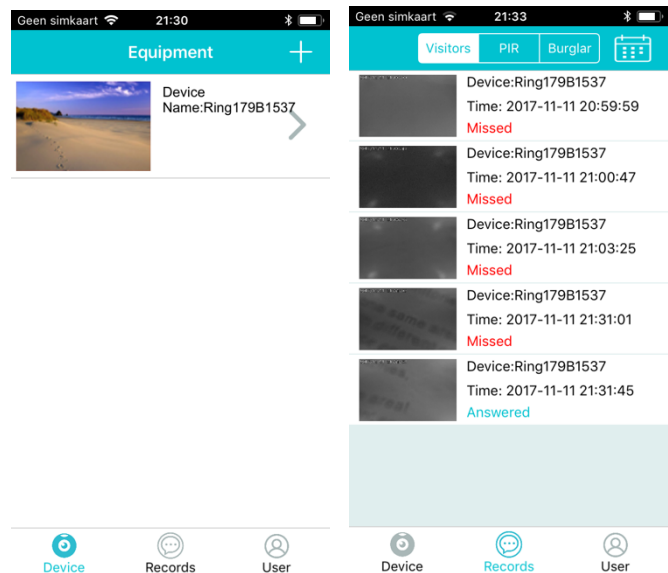 Geen simkaart 21:30
Equipment
Device
Name:Ring179B1537
Device Records User
Geen simkaart 21:33
Visitors PIR Burglar
Device:Ring179B1537
Time: 2017-11-11 20:59:59
Missed
Device:Ring179B1537
Time: 2017-11-11 21:00:47
Missed
Device:Ring179B1537
Time: 2017-11-11 21:03:25
Missed
Device:Ring179B1537
Time: 2017-11-11 21:31:01
Missed
Device:Ring179B1537
Time: 2017-11-11 21:31:45
Answered
Device Records User